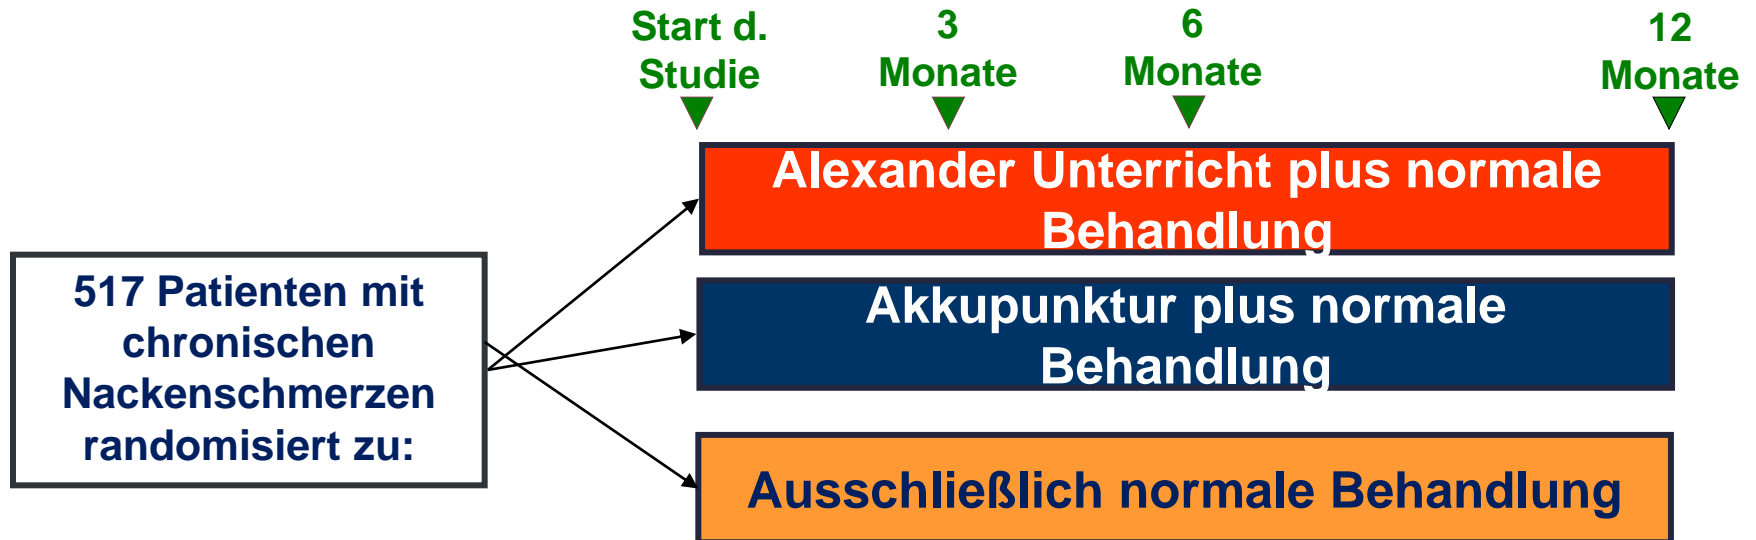 Start d.
Studie
3
Monate
6
Monate
12
Monate
Alexander Unterricht plus normale
Behandlung
517 Patienten mit
chronischen
Nackenschmerzen
randomisiert zu:
Akkupunktur plus normale
Behandlung
Ausschließlich normale Behandlung